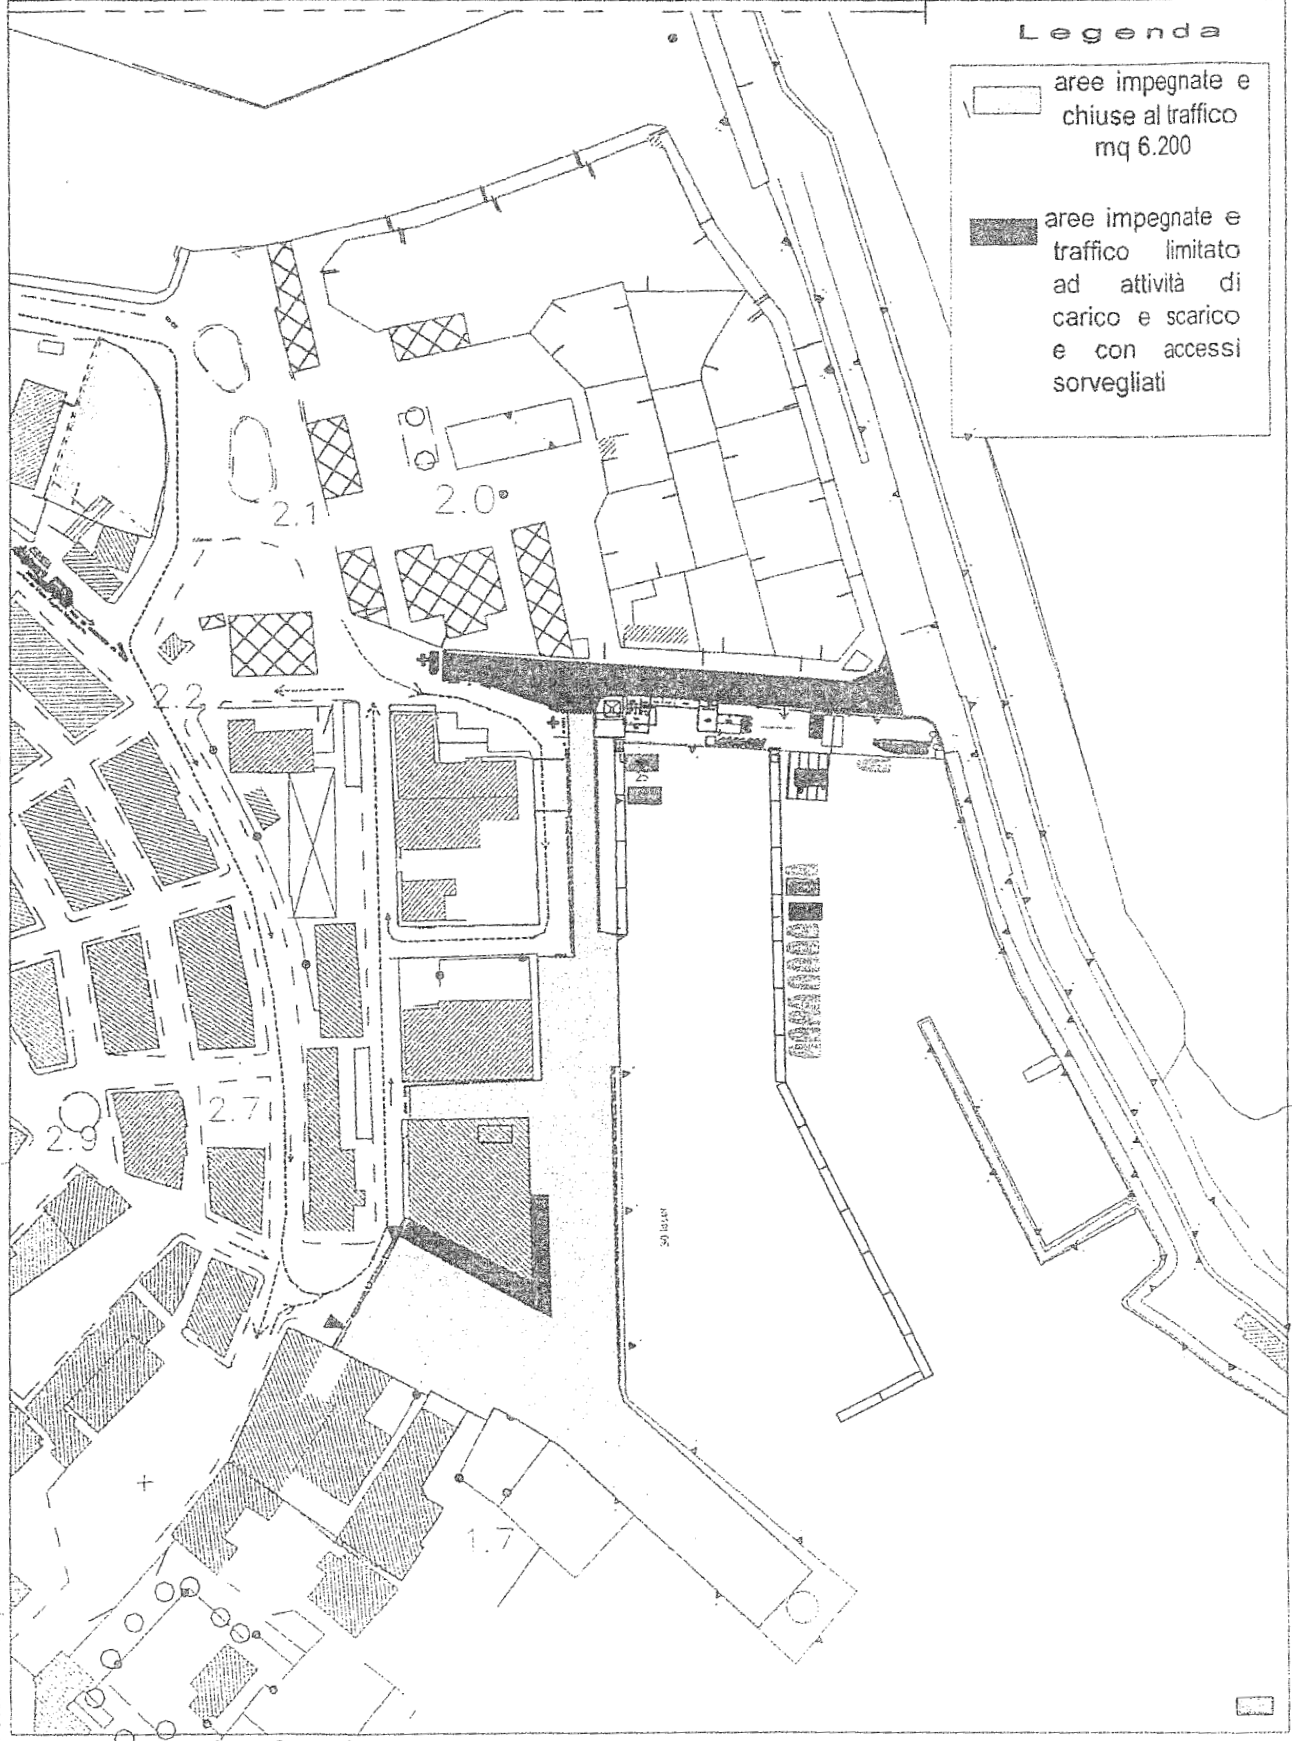 Legenda
aree impegnate e
chiuse al traffico
mq 6.200
aree impegnate e
traffico limitato
ad attività di
carico e scarico
e con accessi
sorvegliati
2.0
2.1
2.2
25
2.7
2.9
1.7